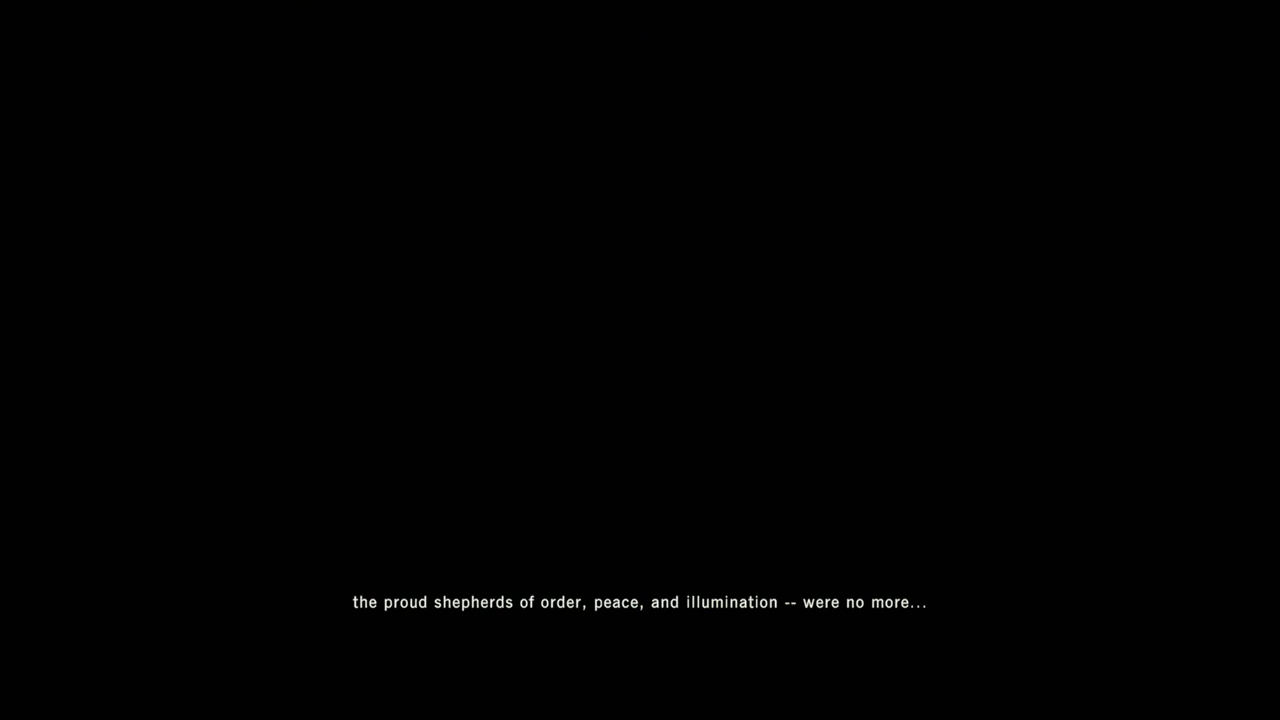 the proud shepherds of order, peace, and illumination -- were no more...